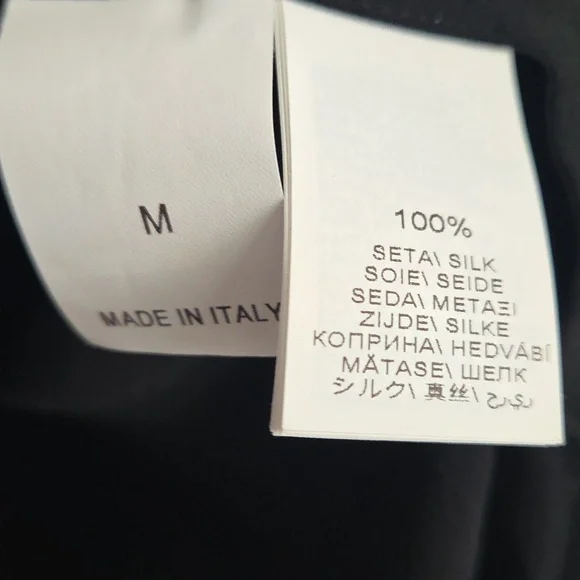 M
MADE IN ITALY
100%
SETA\ SILK
SOIE\ SEIDE
SEDA\ ΜΕΤΑΞΙ
ZIJDE\ SILKE
КОПРИНА\ HEDVÁBÍ
MĂTASE\ ШЕЛК
シルク\ 真丝\